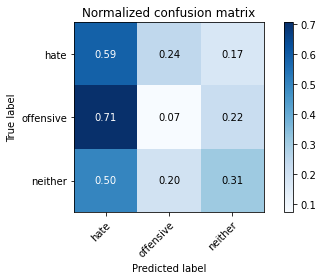 Normalized confusion matrix
hate 0.59 0.24 0.17
offensive 0.71 0.07 0.22
neither 0.50 0.20 0.31
True label
hate offensive neither
Predicted label
0.7
0.6
0.5
0.4
0.3
0.2
0.1